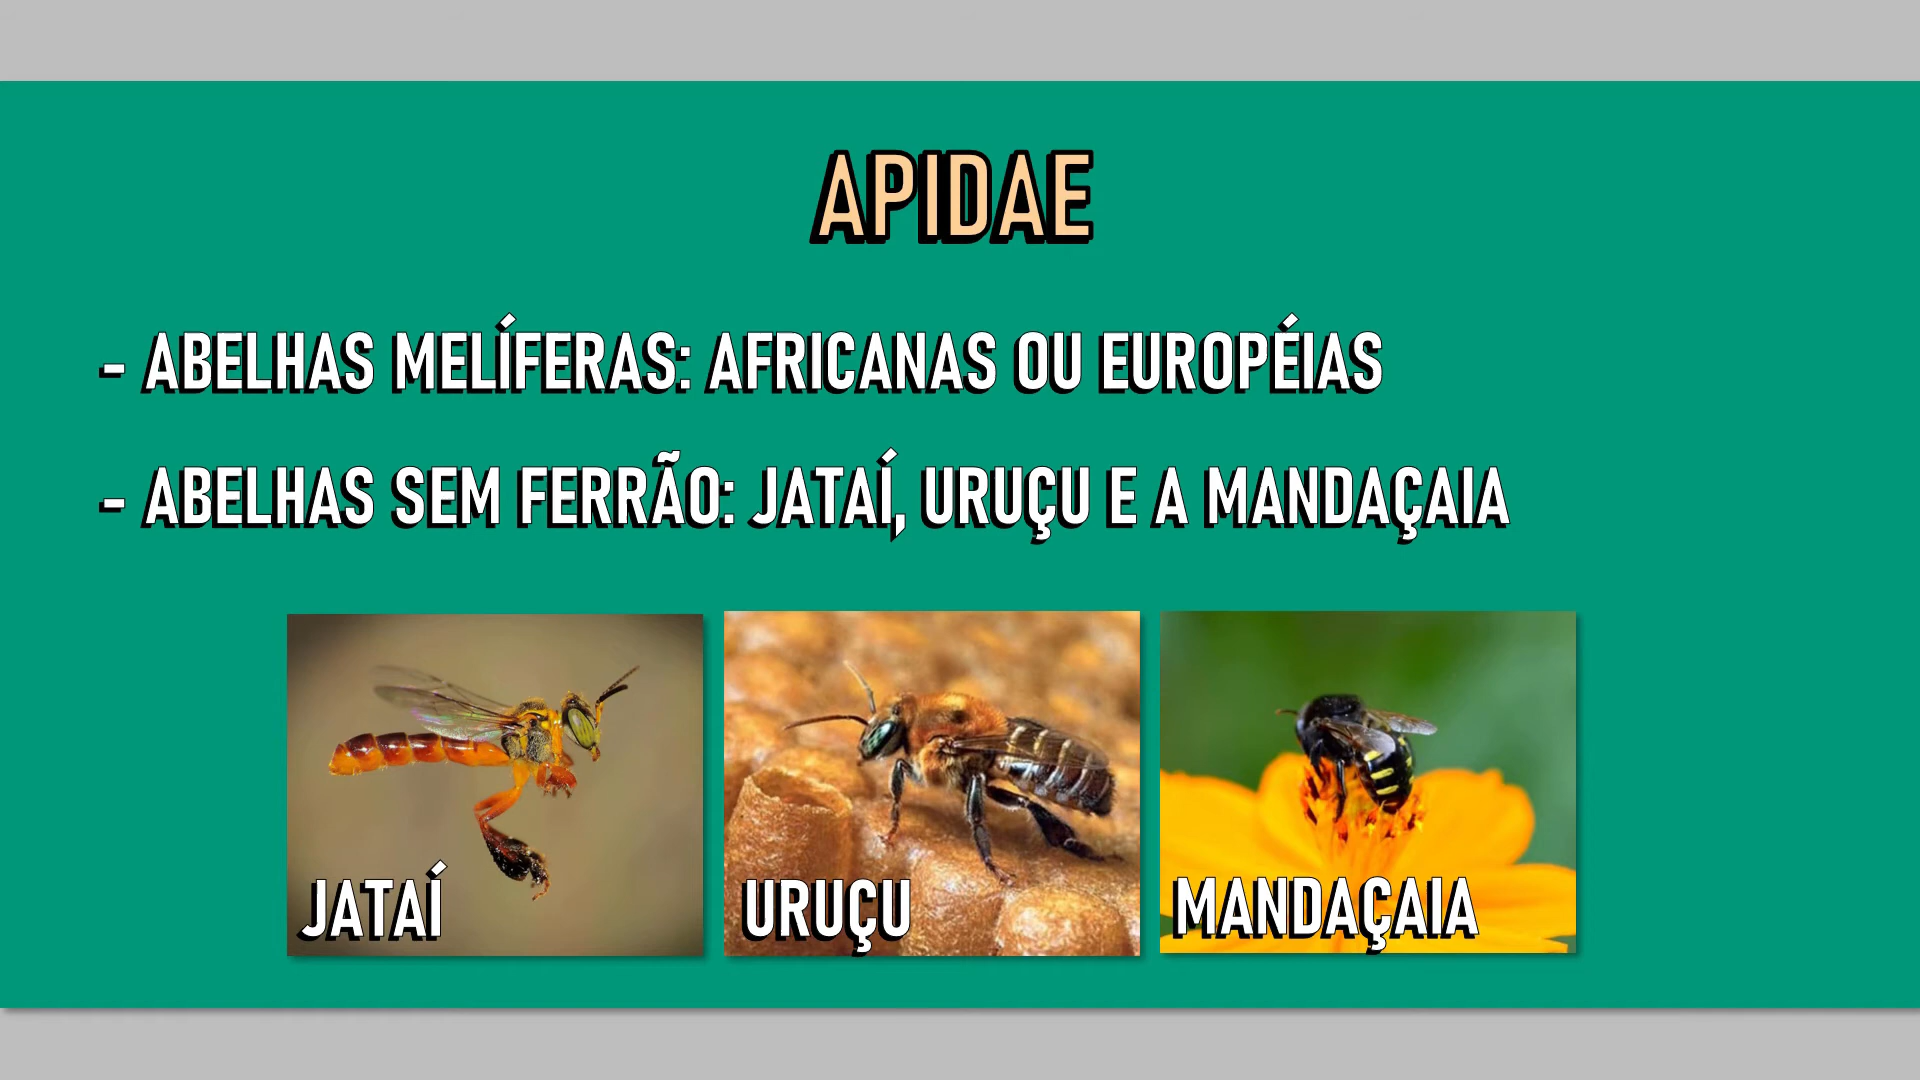 APIDAE
- ABELHAS MELÍFERAS: AFRICANAS OU EUROPÉIAS
- ABELHAS SEM FERRÃO: JATAÍ, URUÇU E A MANDAÇAIA
JATAÍ
URUÇU
MANDAÇAIA